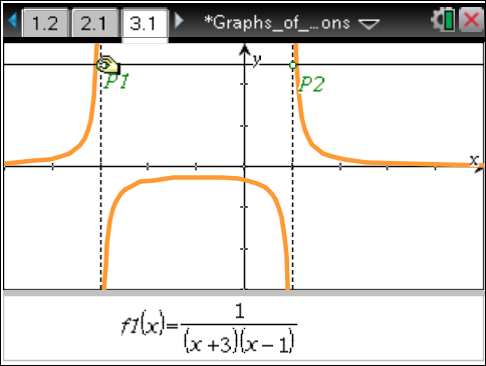 1.2 2.1 3.1 *Graphs_of_...ons
y
P1 P2
x
f1(x)=1/((x+3)(x−1))